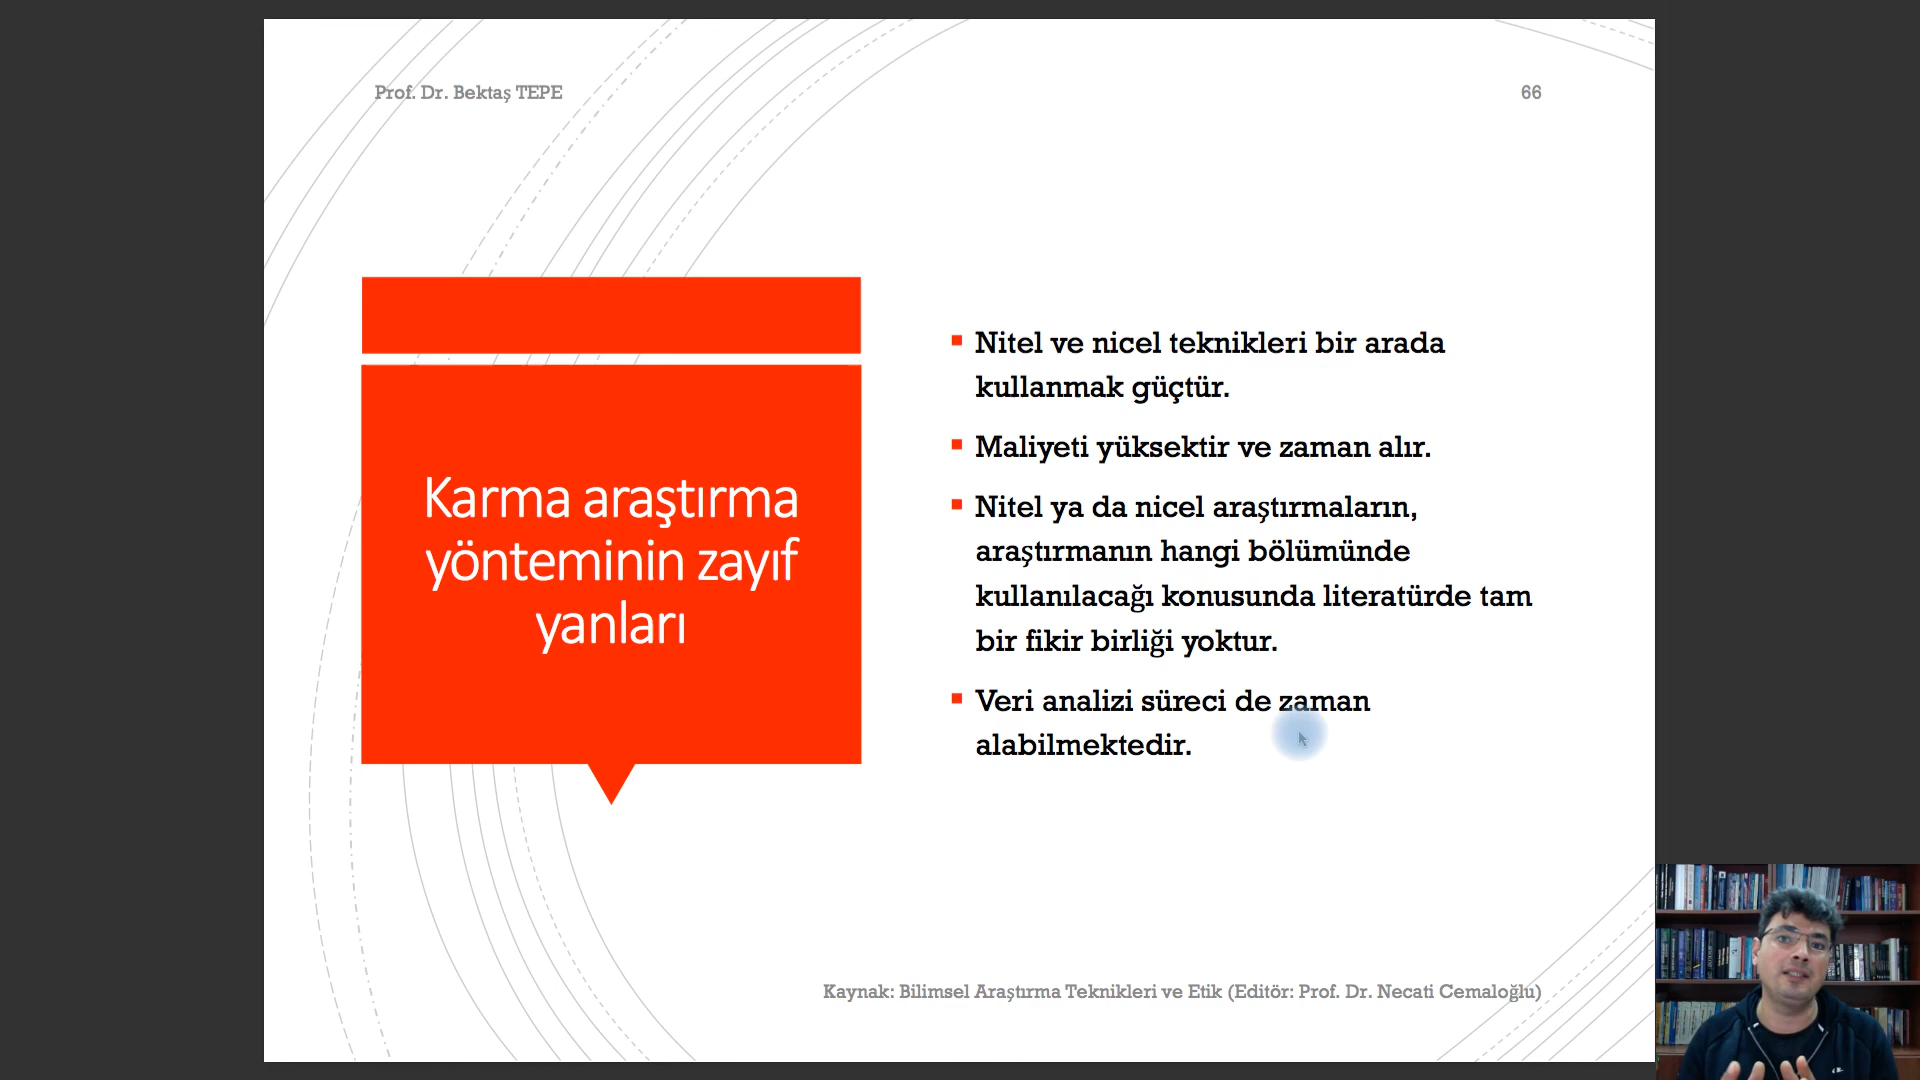 Prof. Dr. Bektaş TEPE
66
Karma araştırma
yönteminin zayıf
yanları
Nitel ve nicel teknikleri bir arada
kullanmak güçtür.
Maliyeti yüksektir ve zaman alır.
Nitel ya da nicel araştırmaların,
araştırmanın hangi bölümünde
kullanılacağı konusunda literatürde tam
bir fikir birliği yoktur.
Veri analizi süreci de zaman
alabilmektedir.
Kaynak: Bilimsel Araştırma Teknikleri ve Etik (Editör: Prof. Dr. Necati Cemaloğlu)